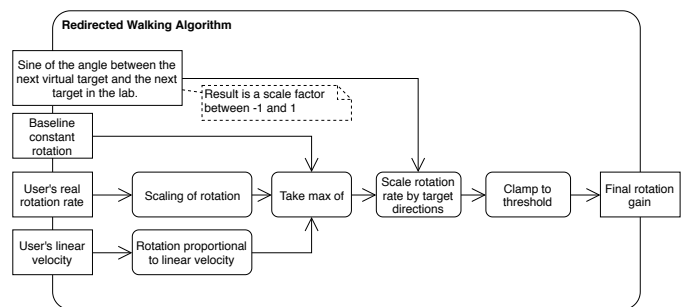 Redirected Walking Algorithm
Sine of the angle between the
next virtual target and the next
target in the lab.
Result is a scale factor
between -1 and 1
Baseline
constant
rotation
User's real
rotation rate
Scaling of rotation
Take max of
Scale rotation
rate by target
directions
Clamp to
threshold
Final rotation
gain
User's linear
velocity
Rotation proportional
to linear velocity